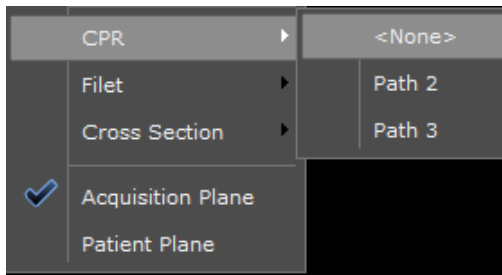 CPR
Filet
Cross Section
Acquisition Plane
Patient Plane
<None>
Path 2
Path 3